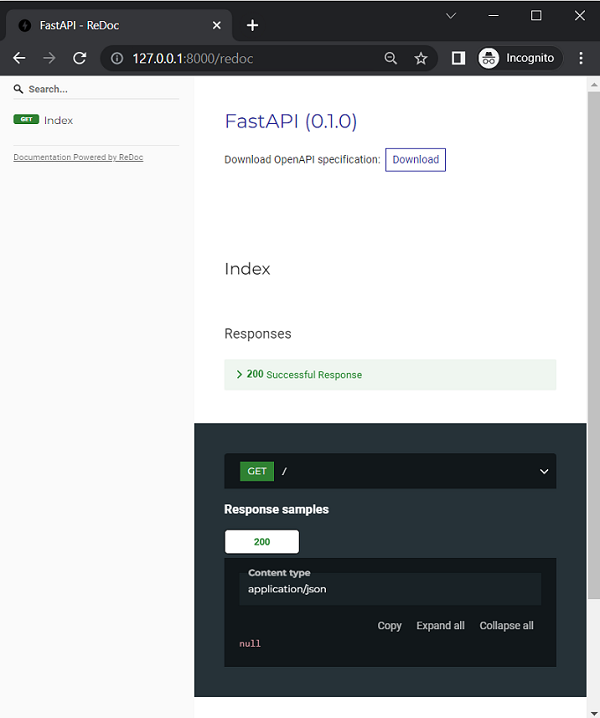 FastAPI - ReDoc
127.0.0.1:8000/redoc
Incognito
Search...
GET Index
Documentation Powered by ReDoc
FastAPI (0.1.0)
Download OpenAPI specification: Download
Index
Responses
200 Successful Response
GET /
Response samples
200
Content type
application/json
Copy Expand all Collapse all
null